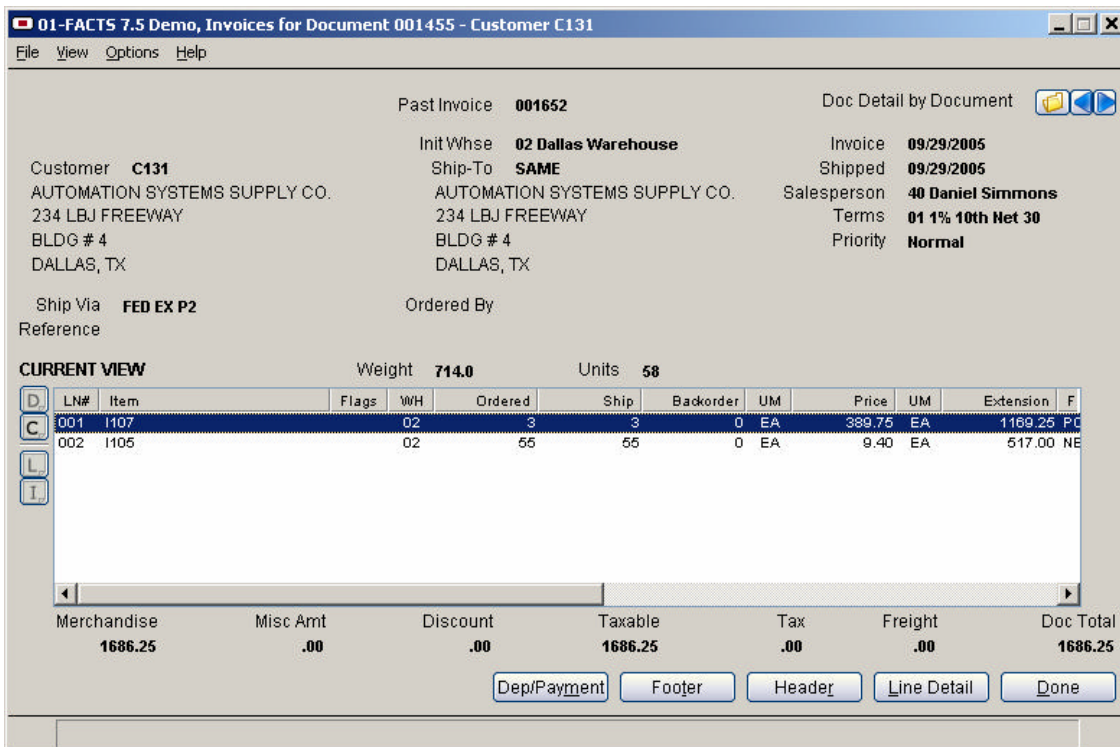 01-FACTS 7.5 Demo, Invoices for Document 001455 - Customer C131
File View Options Help
Past Invoice 001652 Doc Detail by Document
Init Whse 02 Dallas Warehouse Invoice 09/29/2005
Customer C131 Ship-To SAME Shipped 09/29/2005
AUTOMATION SYSTEMS SUPPLY CO. AUTOMATION SYSTEMS SUPPLY CO. Salesperson 40 Daniel Simmons
234 LBJ FREEWAY 234 LBJ FREEWAY Terms 01 1% 10th Net 30
BLDG # 4 BLDG # 4 Priority Normal
DALLAS, TX DALLAS, TX
Ship Via FED EX P2 Ordered By
Reference
CURRENT VIEW Weight 714.0 Units 58
D LN# Item Flags WH Ordered Ship Backorder UM Price UM Extension F
C 001 I107 02 3 3 0 EA 389.75 EA 1169.25 PC
002 I105 02 55 55 0 EA 9.40 EA 517.00 NE
L
I
Merchandise Misc Amt Discount Taxable Tax Freight Doc Total
1686.25 .00 .00 1686.25 .00 .00 1686.25
Dep/Payment Footer Header Line Detail Done